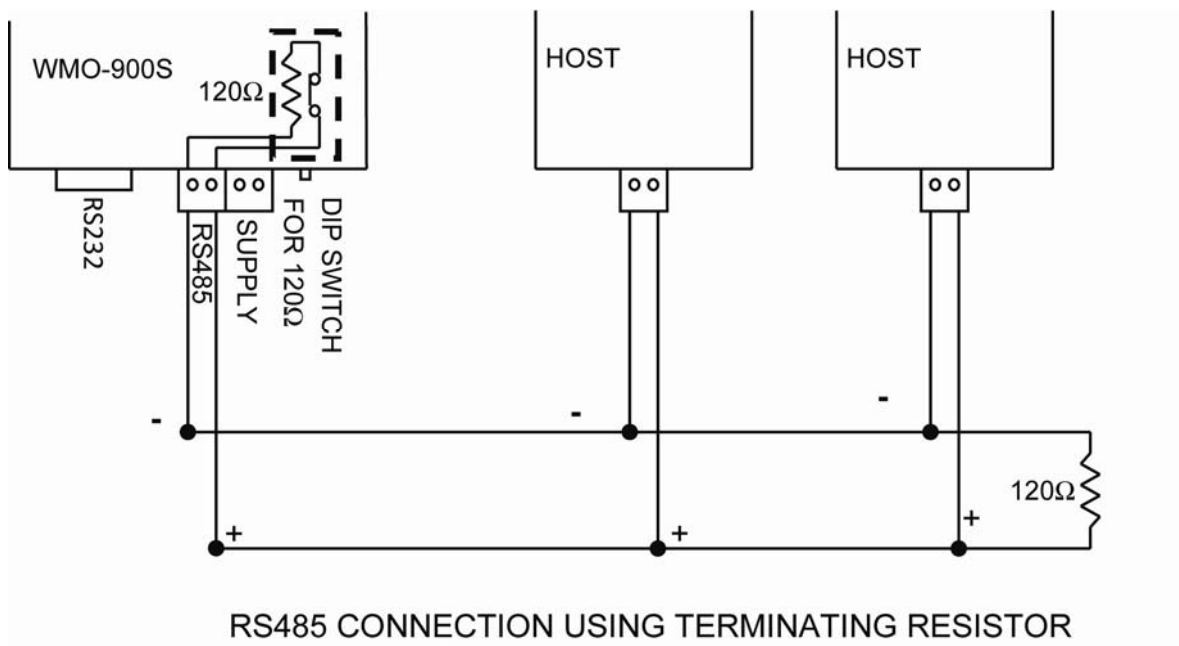 WMO-900S
120Ω
HOST
HOST
RS232
RS485
SUPPLY
DIP SWITCH
FOR 120Ω
-
-
-
120Ω
+
+
+
RS485 CONNECTION USING TERMINATING RESISTOR